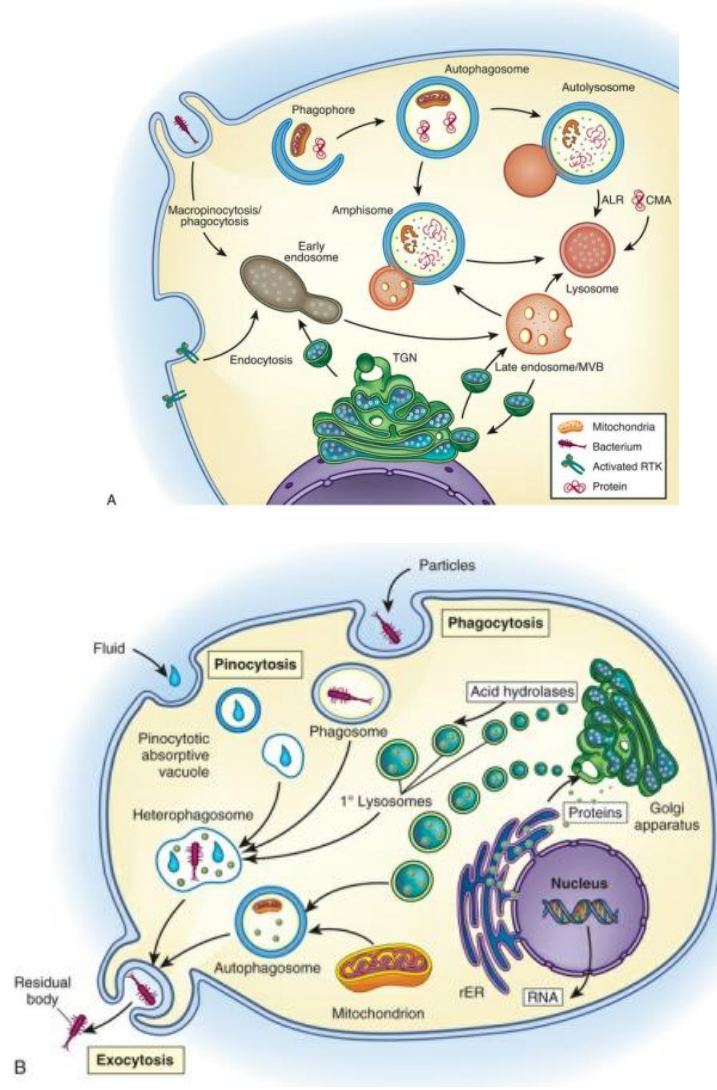 Autophagosome
Autolysosome
Phagophore
Macropinocytosis/
phagocytosis
Amphisome
ALR
CMA
Early
endosome
Lysosome
Endocytosis
TGN
Late endosome/MVB
Mitochondria
Bacterium
Activated RTK
Protein
A
Particles
Phagocytosis
Fluid
Pinocytosis
Acid hydrolases
Phagosome
Pinocytotic
absorptive
vacuole
1° Lysosomes
Heterophagosome
Proteins
Golgi
apparatus
Nucleus
Autophagosome
Mitochondrion
rER
RNA
Residual
body
Exocytosis
B